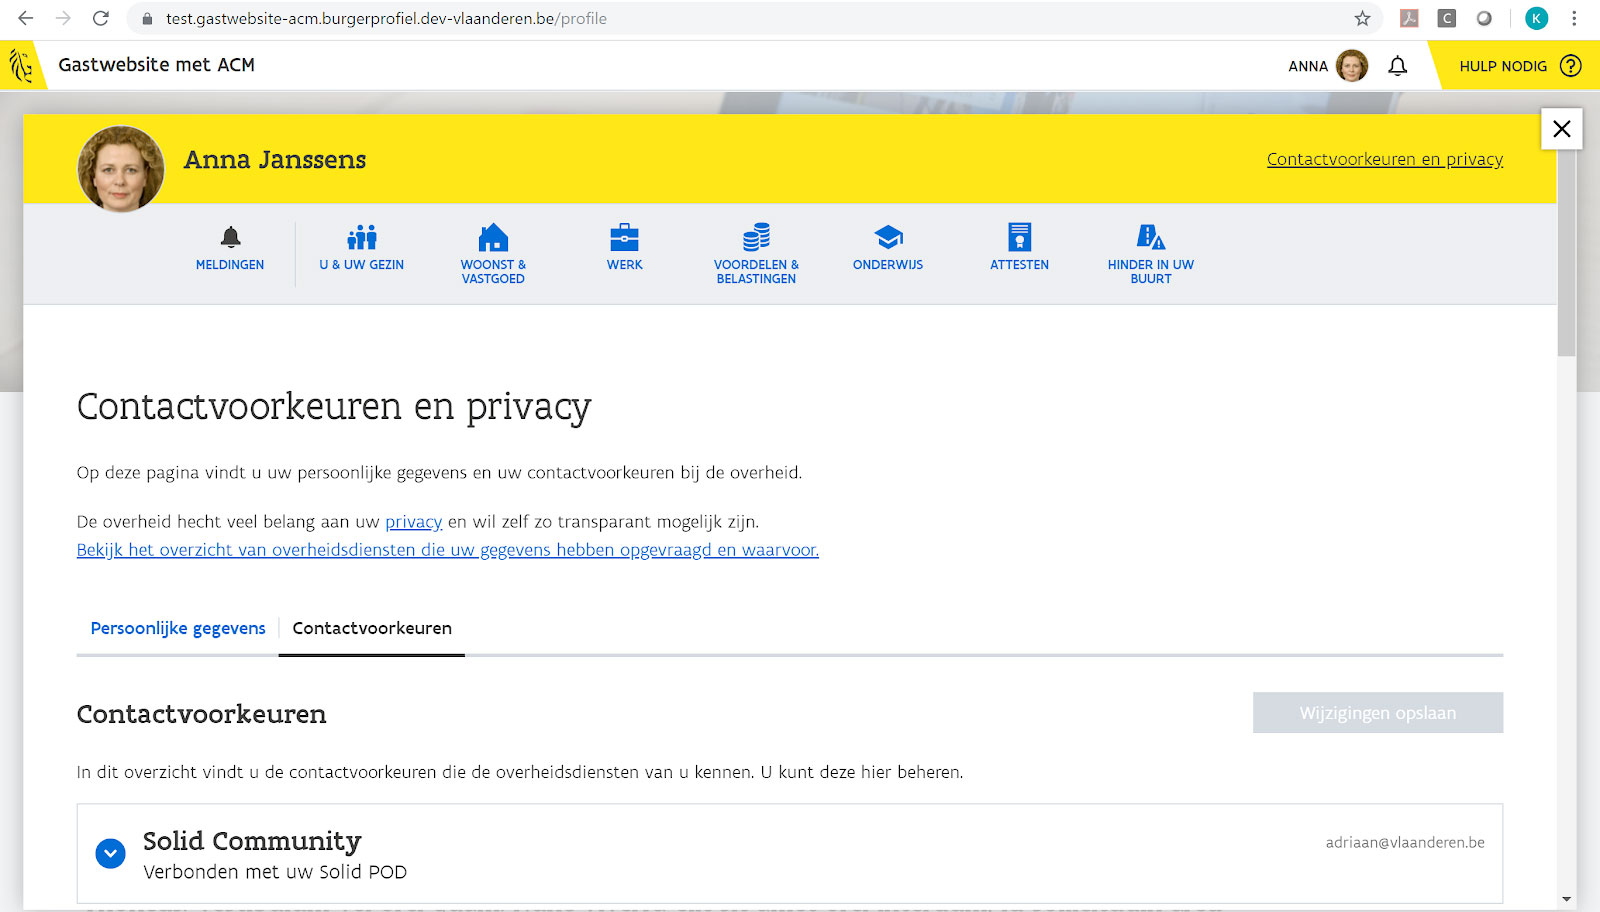 test.gastwebsite-acm.burgerprofiel.dev-vlaanderen.be/profile
C
K
Gastwebsite met ACM
ANNA
HULP NODIG ?
Anna Janssens
Contactvoorkeuren en privacy
MELDINGEN
U & UW GEZIN
WOONST &
VASTGOED
WERK
VOORDELEN &
BELASTINGEN
ONDERWIJS
ATTESTEN
HINDER IN UW
BUURT
Contactvoorkeuren en privacy
Op deze pagina vindt u uw persoonlijke gegevens en uw contactvoorkeuren bij de overheid.
De overheid hecht veel belang aan uw privacy en wil zelf zo transparant mogelijk zijn.
Bekijk het overzicht van overheidsdiensten die uw gegevens hebben opgevraagd en waarvoor.
Persoonlijke gegevens
Contactvoorkeuren
Contactvoorkeuren
Wijzigingen opslaan
In dit overzicht vindt u de contactvoorkeuren die de overheidsdiensten van u kennen. U kunt deze hier beheren.
Solid Community
adriaan@vlaanderen.be
Verbonden met uw Solid POD